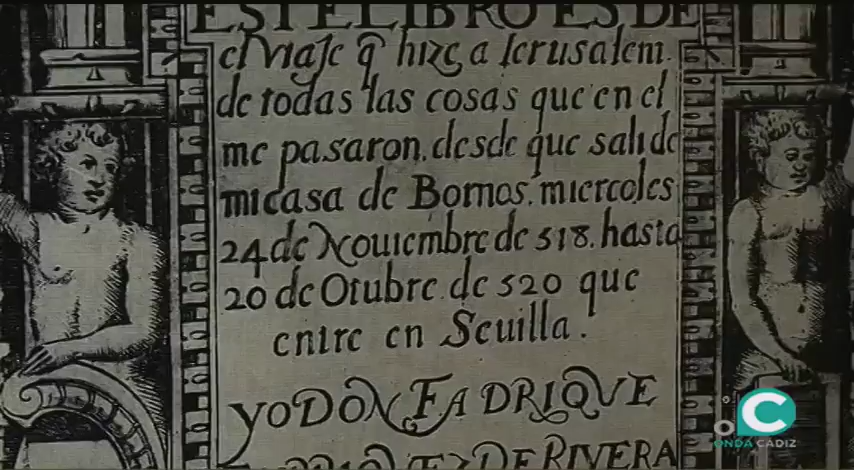 ESTE LIBRO ES DE
el viaje q̃ hize a Ierusalem.
de todas las cosas que en el
me pasaron. desde que sali de
mi casa de Bornos. miercoles
24 de Nouiembre de 518. hasta
20 de Otubre. de 520 que
entre en Seuilla.
YO DON FADRIQUE
DE RIVERA
ONDA CÁDIZ